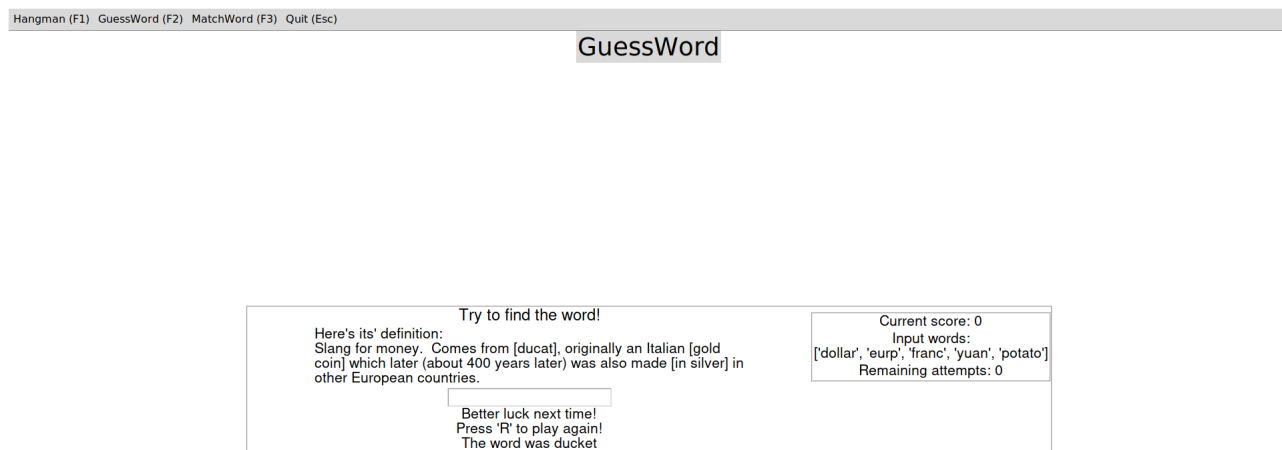 Hangman (F1) GuessWord (F2) MatchWord (F3) Quit (Esc)
GuessWord
Try to find the word!
Here's its' definition:
Slang for money.  Comes from [ducat], originally an Italian [gold
coin] which later (about 400 years later) was also made [in silver] in
other European countries.
Better luck next time!
Press 'R' to play again!
The word was ducket
Current score: 0
Input words:
['dollar', 'eurp', 'franc', 'yuan', 'potato']
Remaining attempts: 0